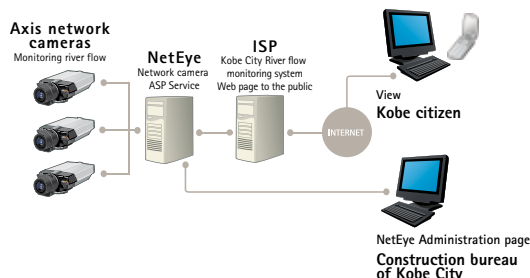 Axis network
cameras
Monitoring river flow
NetEye
Network camera
ASP Service
ISP
Kobe City River flow
monitoring system
Web page to the public
INTERNET
View
Kobe citizen
NetEye Administration page
Construction bureau
of Kobe City